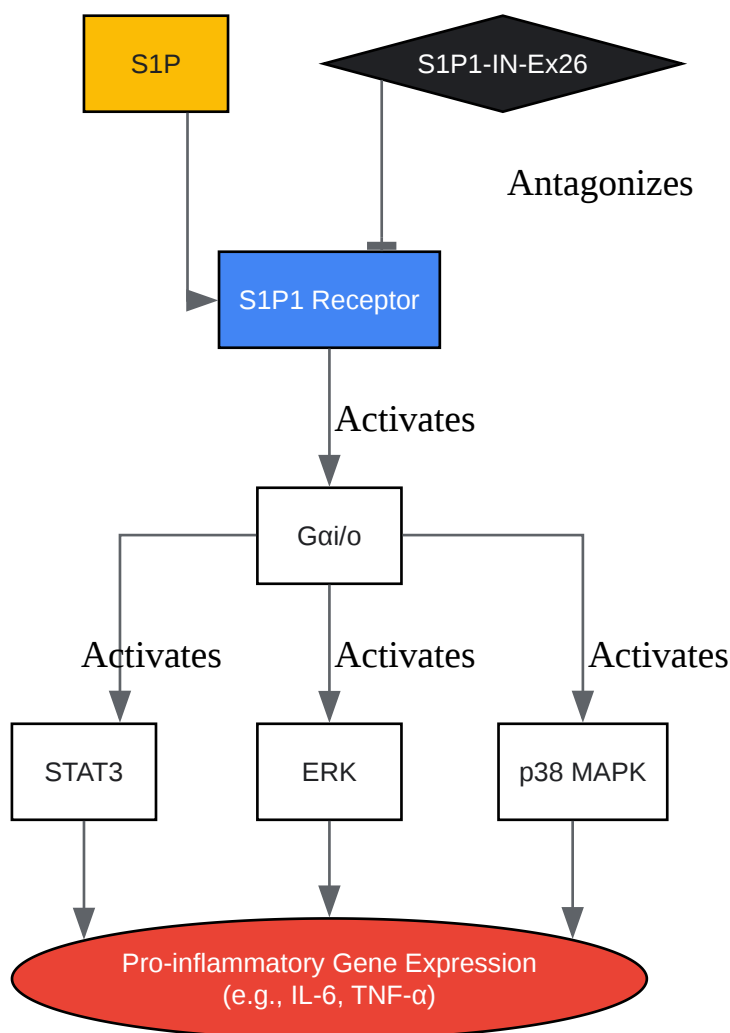 S1P
S1P1-IN-Ex26
Antagonizes
S1P1 Receptor
Activates
Gαi/o
Activates
Activates
Activates
STAT3
ERK
p38 MAPK
Pro-inflammatory Gene Expression
(e.g., IL-6, TNF-α)